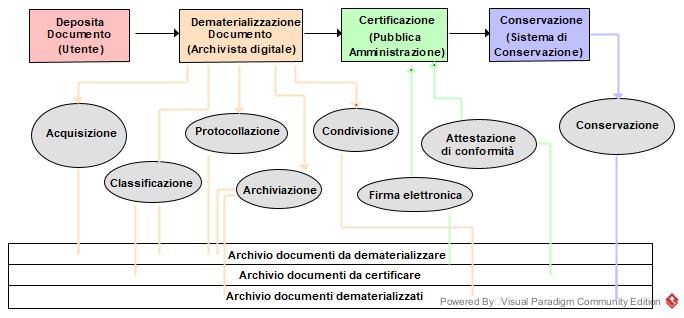 Deposita
Documento
(Utente)
Dematerializzazione
Documento
(Archivista digitale)
Certificazione
(Pubblica
Amministrazione)
Conservazione
(Sistema di
Conservazione)
Acquisizione
Protocollazione
Condivisione
Attestazione
di conformità
Conservazione
Classificazione
Archiviazione
Firma elettronica
Archivio documenti da dematerializzare
Archivio documenti da certificare
Archivio documenti dematerializzati
Powered By Visual Paradigm Community Edition